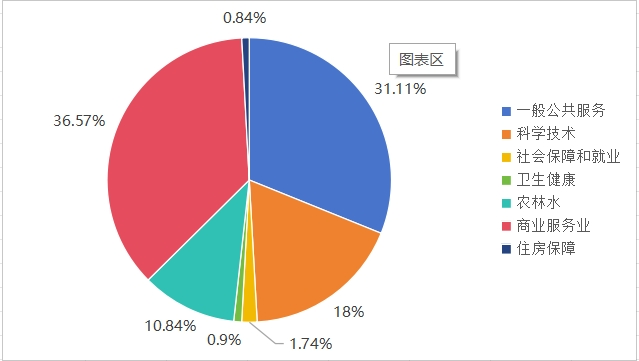 0.84%
图表区
31.11%
36.57%
一般公共服务
科学技术
社会保障和就业
卫生健康
农林水
商业服务业
住房保障
18%
10.84%
0.9%
1.74%